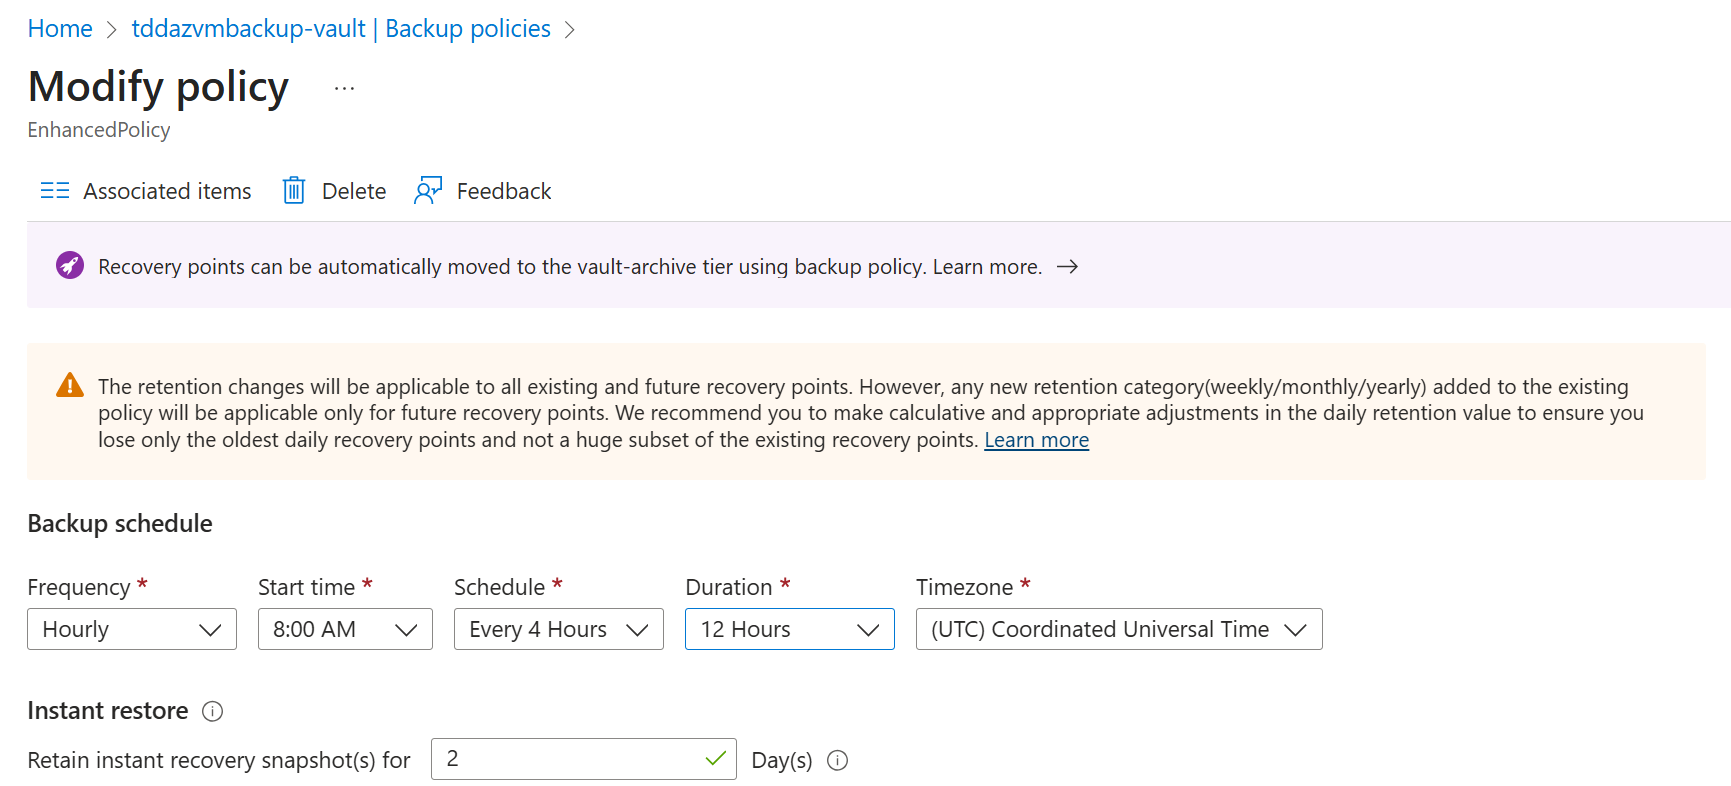 Home > tddazvmbackup-vault | Backup policies >
Modify policy ...
EnhancedPolicy
Associated items Delete Feedback
Recovery points can be automatically moved to the vault-archive tier using backup policy. Learn more. →
The retention changes will be applicable to all existing and future recovery points. However, any new retention category(weekly/monthly/yearly) added to the existing
policy will be applicable only for future recovery points. We recommend you to make calculative and appropriate adjustments in the daily retention value to ensure you
lose only the oldest daily recovery points and not a huge subset of the existing recovery points. Learn more
Backup schedule
Frequency * Start time * Schedule * Duration * Timezone *
Hourly 8:00 AM Every 4 Hours 12 Hours (UTC) Coordinated Universal Time
Instant restore
Retain instant recovery snapshot(s) for 2 Day(s)